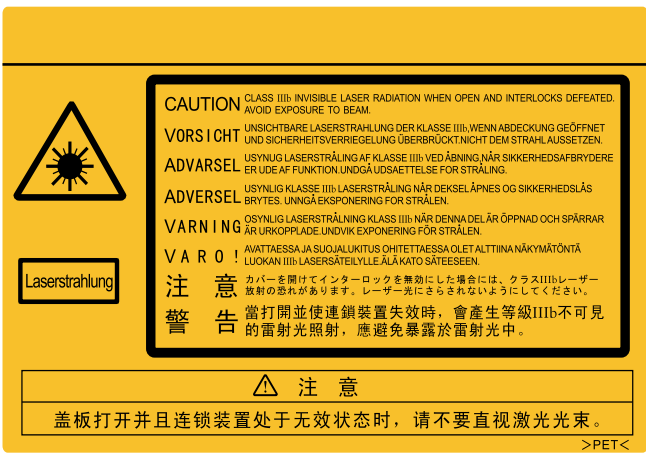 CAUTION CLASS IIIb INVISIBLE LASER RADIATION WHEN OPEN AND INTERLOCKS DEFEATED.
AVOID EXPOSURE TO BEAM.
VORSICHT UNSICHTBARE LASERSTRAHLUNG DER KLASSE IIIb,WENN ABDECKUNG GEÖFFNET
UND SICHERHEITSVERRIEGELUNG ÜBERBRÜCKT.NICHT DEM STRAHL AUSSETZEN.
ADVARSEL USYNUG LASERSTRÅLING AF KLASSE IIIb VED ÅBNING,NÅR SIKKERHEDSAFBRYDERE
ER UDE AF FUNKTION.UNDGÅ UDSAETTELSE FOR STRÅLING.
ADVERSEL USYNLIG KLASSE IIIb LASERSTRÅLING NÅR DEKSEL ÅPNES OG SIKKERHEDSLÅS
BRYTES. UNNGÅ EKSPONERING FOR STRÅLEN.
VARNING OSYNLIG LASERSTRÅLNING KLASS IIIb NÄR DENNA DEL ÄR ÖPPNAD OCH SPÄRRAR
ÄR URKOPPLADE.UNDVIK EXPONERING FÖR STRÅLEN.
VARO! AVATTAESSA JA SUOJALUKITUS OHITETTAESSA OLET ALTTIINA NÄKYMÄTÖNTÄ
LUOKAN IIIb LASERSÄTEILYLLE.ÄLÄ KATO SÄTEESEEN.
注 意 カバーを開けてインターロックを無効にした場合には、クラスIIIbレーザー
放射の恐れがあります。レーザー光にさらされないようにしてください。
警 告 當打開並使連鎖裝置失效時，會產生等級IIIb不可見
的雷射光照射，應避免暴露於雷射光中。
Laserstrahlung
注 意
盖板打开并且连锁装置处于无效状态时，请不要直视激光光束。
>PET<